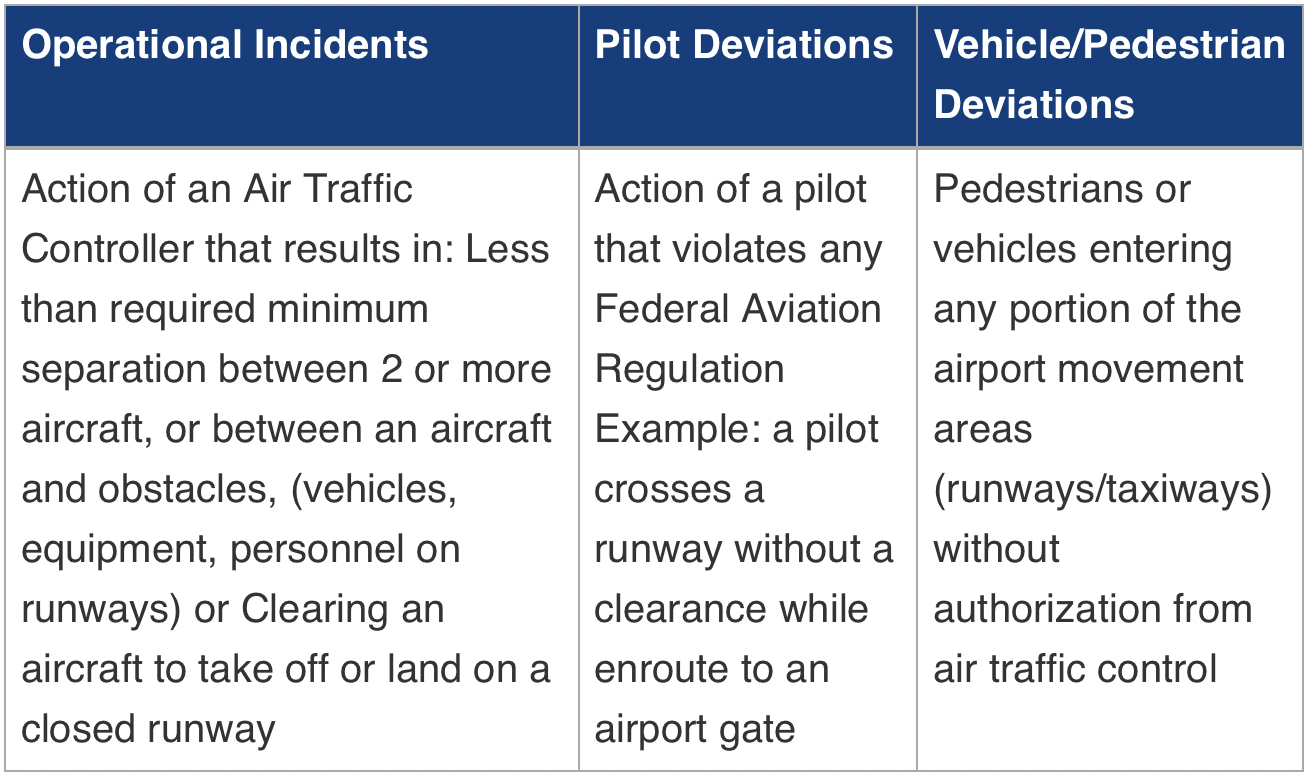 Operational Incidents
Pilot Deviations
Vehicle/Pedestrian
Deviations
Action of an Air Traffic
Controller that results in: Less
than required minimum
separation between 2 or more
aircraft, or between an aircraft
and obstacles, (vehicles,
equipment, personnel on
runways) or Clearing an
aircraft to take off or land on a
closed runway
Action of a pilot
that violates any
Federal Aviation
Regulation
Example: a pilot
crosses a
runway without a
clearance while
enroute to an
airport gate
Pedestrians or
vehicles entering
any portion of the
airport movement
areas
(runways/taxiways)
without
authorization from
air traffic control